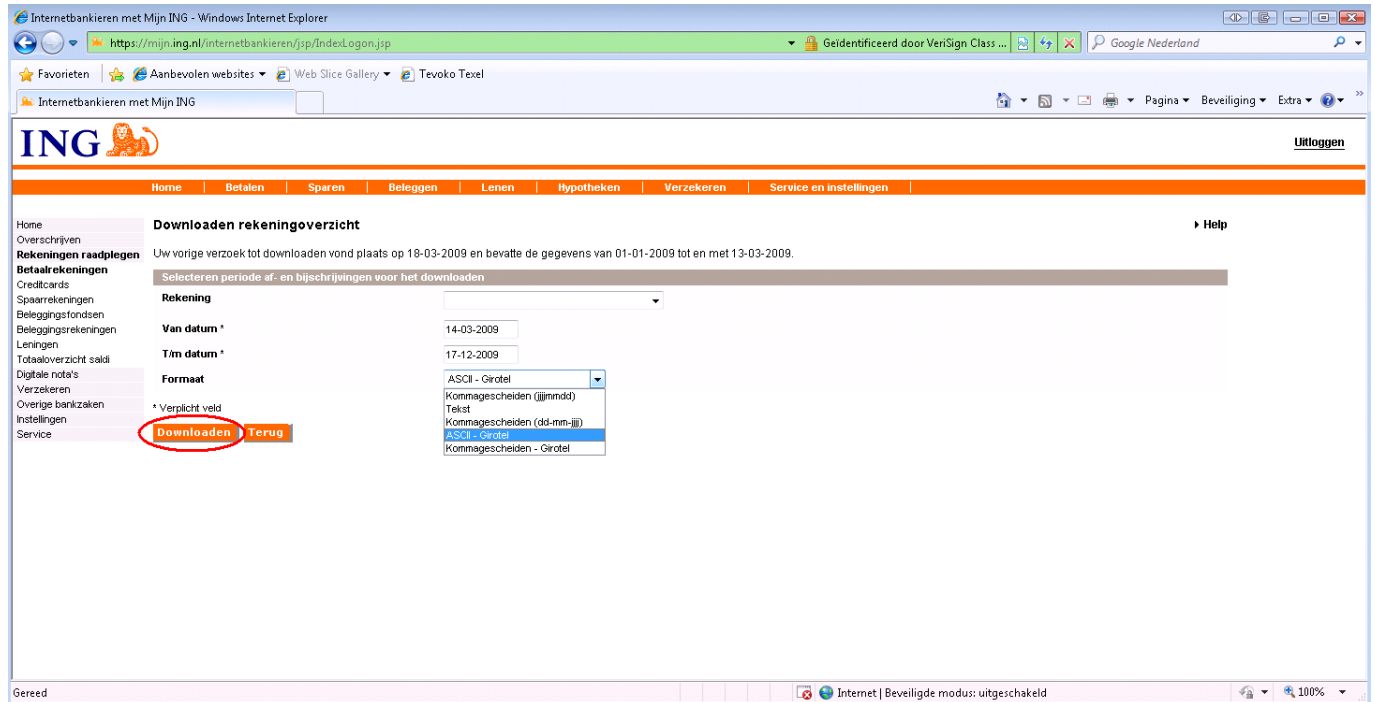 Internetbankieren met Mijn ING - Windows Internet Explorer
https://mijn.ing.nl/internetbankieren/jsp/IndexLogon.jsp
Geïdentificeerd door VeriSign Class ...
Google Nederland
Favorieten
Aanbevolen websites
Web Slice Gallery
Tevoko Texel
Internetbankieren met Mijn ING
Pagina
Beveiliging
Extra
ING
Uitloggen
Home | Betalen | Sparen | Beleggen | Lenen | Hypotheken | Verzekeren | Service en instellingen |
Home
Overschrijven
Rekeningen raadplegen
Betaalrekeningen
Creditcards
Spaarrekeningen
Beleggingsfondsen
Beleggingsrekeningen
Leningen
Totaaloverzicht saldi
Digitale nota's
Verzekeren
Overige bankzaken
Instellingen
Service
Downloaden rekeningoverzicht
Help
Uw vorige verzoek tot downloaden vond plaats op 18-03-2009 en bevatte de gegevens van 01-01-2009 tot en met 13-03-2009.
Selecteren periode af- en bijschrijvingen voor het downloaden
Rekening
Van datum *
14-03-2009
T/m datum *
17-12-2009
Formaat
ASCII - Girotel
Kommagescheiden (jjjjmmdd)
Tekst
Kommagescheiden (dd-mm-jjjj)
ASCII - Girotel
Kommagescheiden - Girotel
* Verplicht veld
Downloaden
Terug
Gereed
Internet | Beveiligde modus: uitgeschakeld
100%